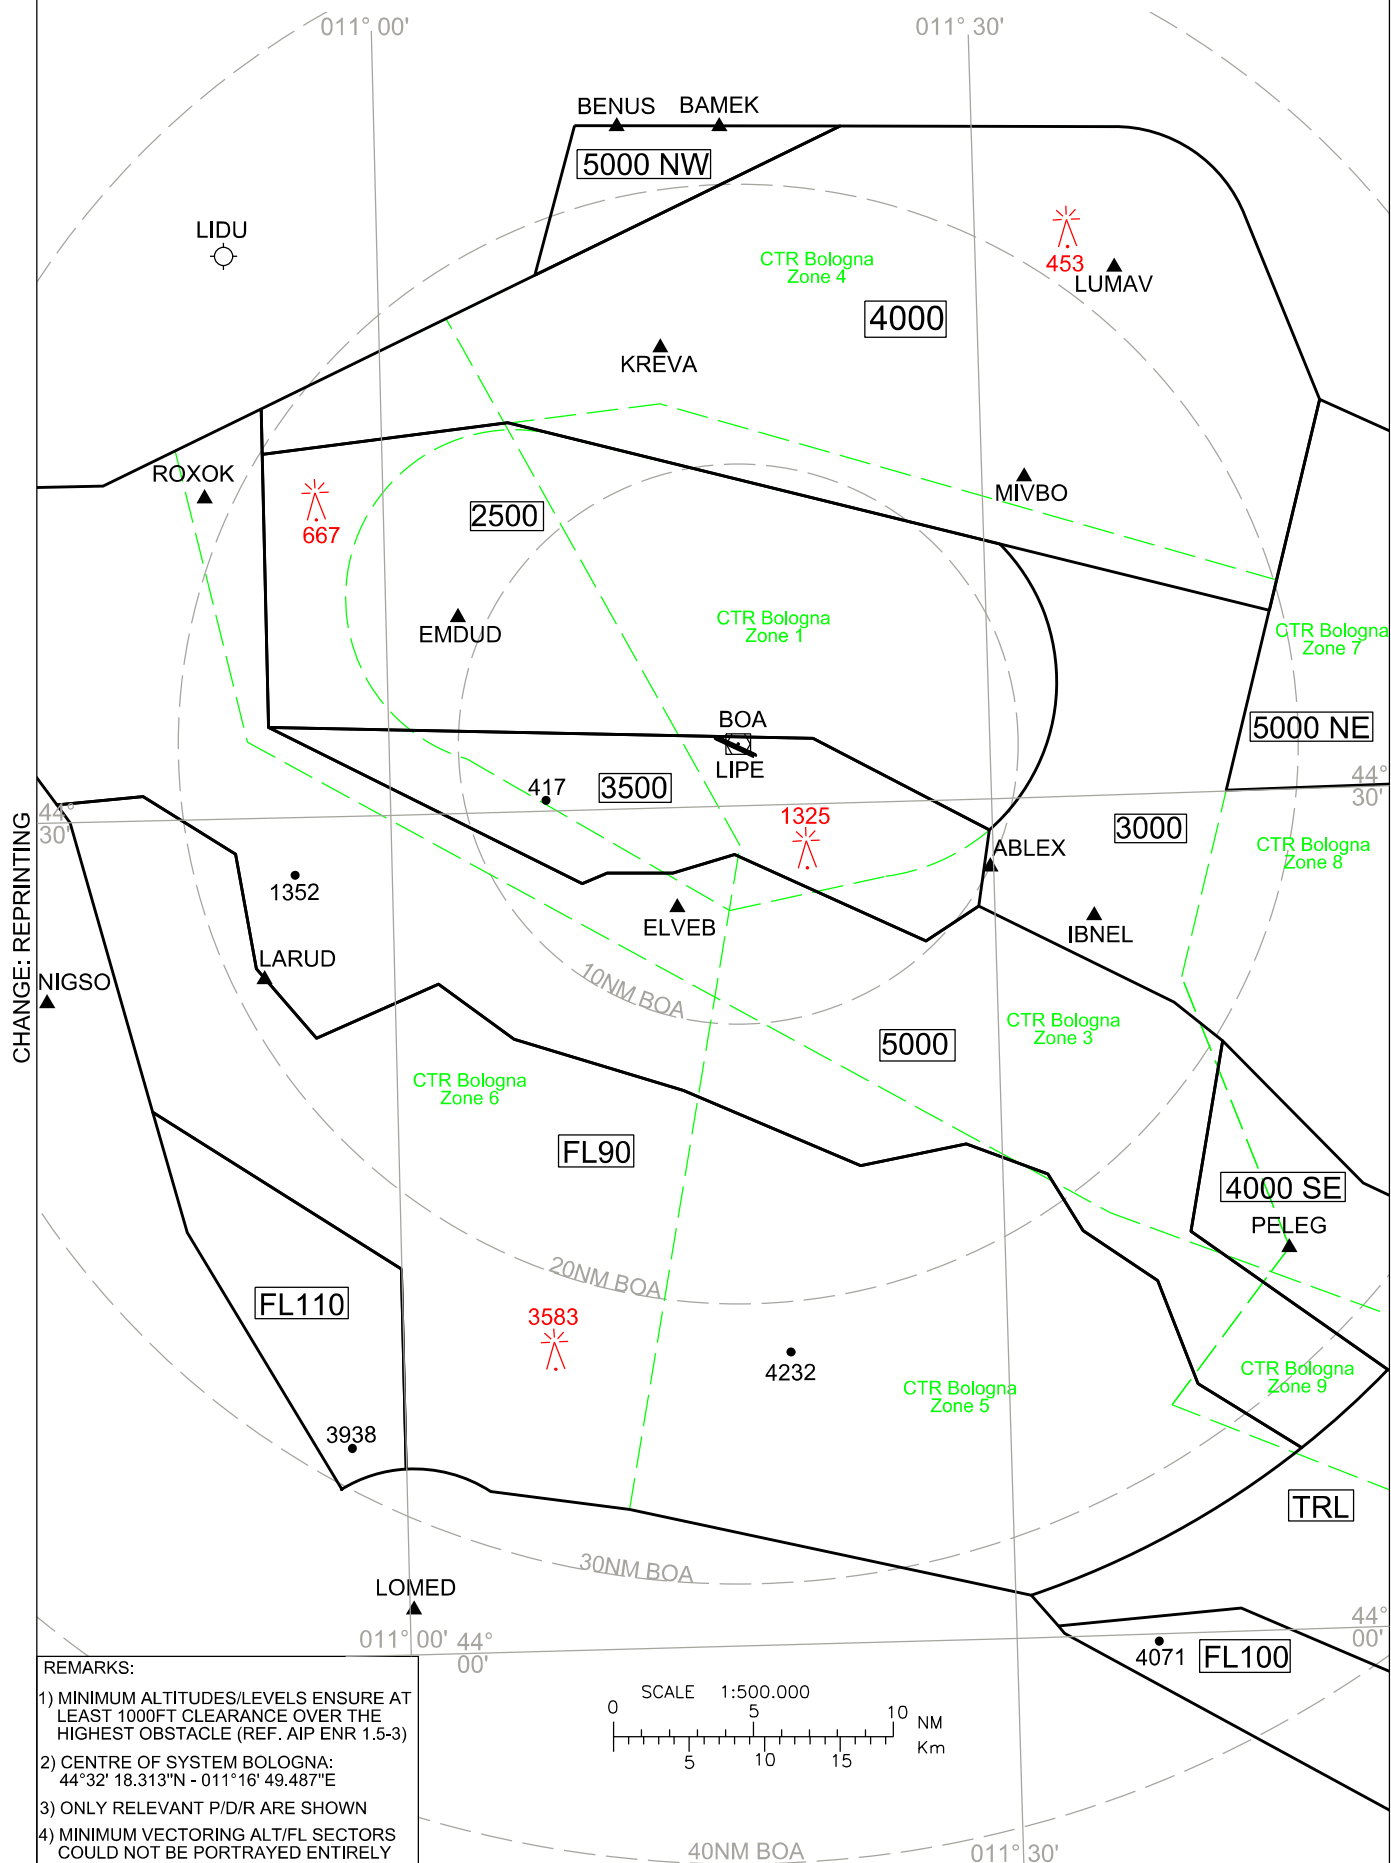 011° 00'
011° 30'
BENUS
BAMEK
5000 NW
LIDU
CTR Bologna
Zone 4
453
LUMAV
4000
KREVA
ROXOK
MIVBO
2500
667
EMDUD
CTR Bologna
Zone 1
CTR Bologna
Zone 7
BOA
5000 NE
LIPE
417
3500
44°
30'
44°
30'
1325
3000
CTR Bologna
Zone 8
ABLEX
1352
ELVEB
IBNEL
LARUD
NIGSO
10NM BOA
CHANGE: REPRINTING
5000
CTR Bologna
Zone 3
CTR Bologna
Zone 6
FL90
4000 SE
PELEG
20NM BOA
FL110
3583
4232
CTR Bologna
Zone 5
CTR Bologna
Zone 9
3938
TRL
30NM BOA
LOMED
011° 00'
44°
00'
44°
00'
4071
FL100
REMARKS:
1) MINIMUM ALTITUDES/LEVELS ENSURE AT
LEAST 1000FT CLEARANCE OVER THE
HIGHEST OBSTACLE (REF. AIP ENR 1.5-3)
2) CENTRE OF SYSTEM BOLOGNA:
44°32' 18.313"N - 011°16' 49.487"E
3) ONLY RELEVANT P/D/R ARE SHOWN
4) MINIMUM VECTORING ALT/FL SECTORS
COULD NOT BE PORTRAYED ENTIRELY
SCALE 1:500.000
0 5 10 NM
5 10 15 Km
40NM BOA
011°30'